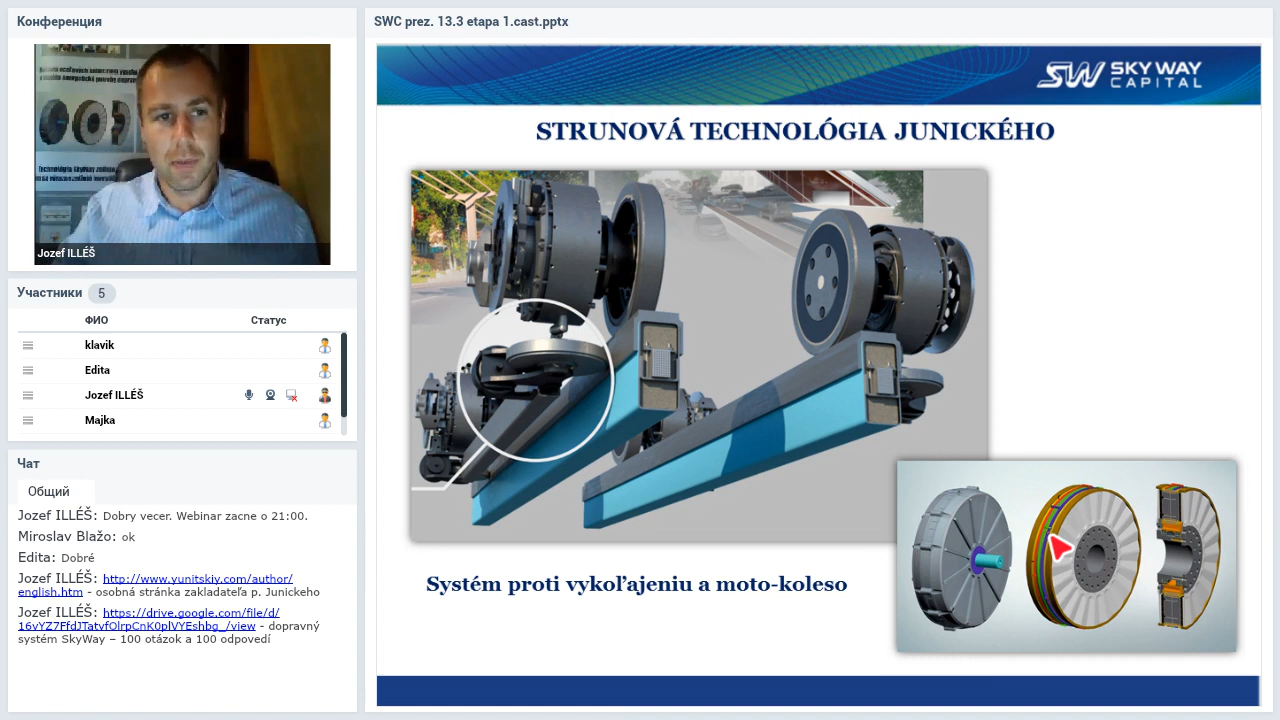 Конференция
Jozef ILLÉŠ
Участники 5
ФИО Статус
klavik
Edita
Jozef ILLÉŠ
Majka
Чат
Общий
Jozef ILLÉŠ: Dobry vecer. Webinar zacne o 21:00.
Miroslav Blažo: ok
Edita: Dobré
Jozef ILLÉŠ: http://www.yunitskiy.com/author/
english.htm - osobná stránka zakladateľa p. Junickeho
Jozef ILLÉŠ: https://drive.google.com/file/d/
16vYZ7FfdJTatvfOlrpCnK0plVYEshbg_/view - dopravný
systém SkyWay – 100 otázok a 100 odpovedí
SWC prez. 13.3 etapa 1.cast.pptx
SW SKY WAY
CAPITAL
STRUNOVÁ TECHNOLÓGIA JUNICKÉHO
Systém proti vykoľajeniu a moto-koleso